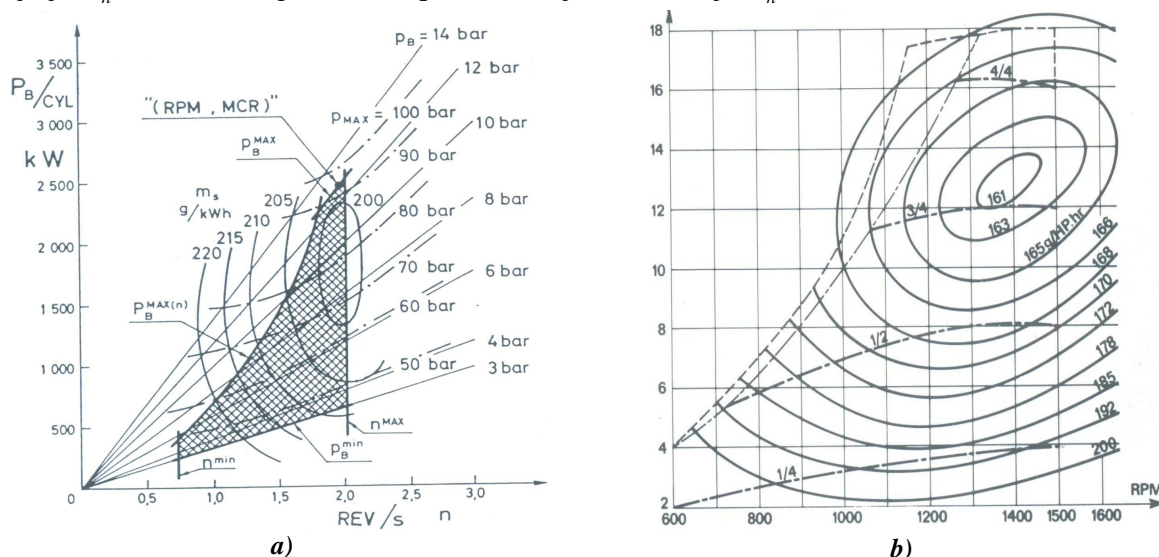 3 500
P_B/CYL
3 000
kW
2 500
2 000
1 500
1 000
500
0
0,5
1,0
1,5
2,0
2,5
3,0
REV/s n
"(RPM, MCR)"
P_B^MAX
m_s
g/kWh
205
200
210
215
220
P_B^MAX(n)
p_B = 14 bar
12 bar
p_MAX = 100 bar
10 bar
90 bar
8 bar
80 bar
70 bar
6 bar
60 bar
4 bar
50 bar
3 bar
n^MAX
p_B^min
n^min
a)
18
16
14
12
10
8
6
4
2
600
800
1000
1200
1400
1500
1600
RPM
4/4
3/4
1/2
1/4
161
163
165g/HP.hr
166
168
170
172
178
185
192
200
b)